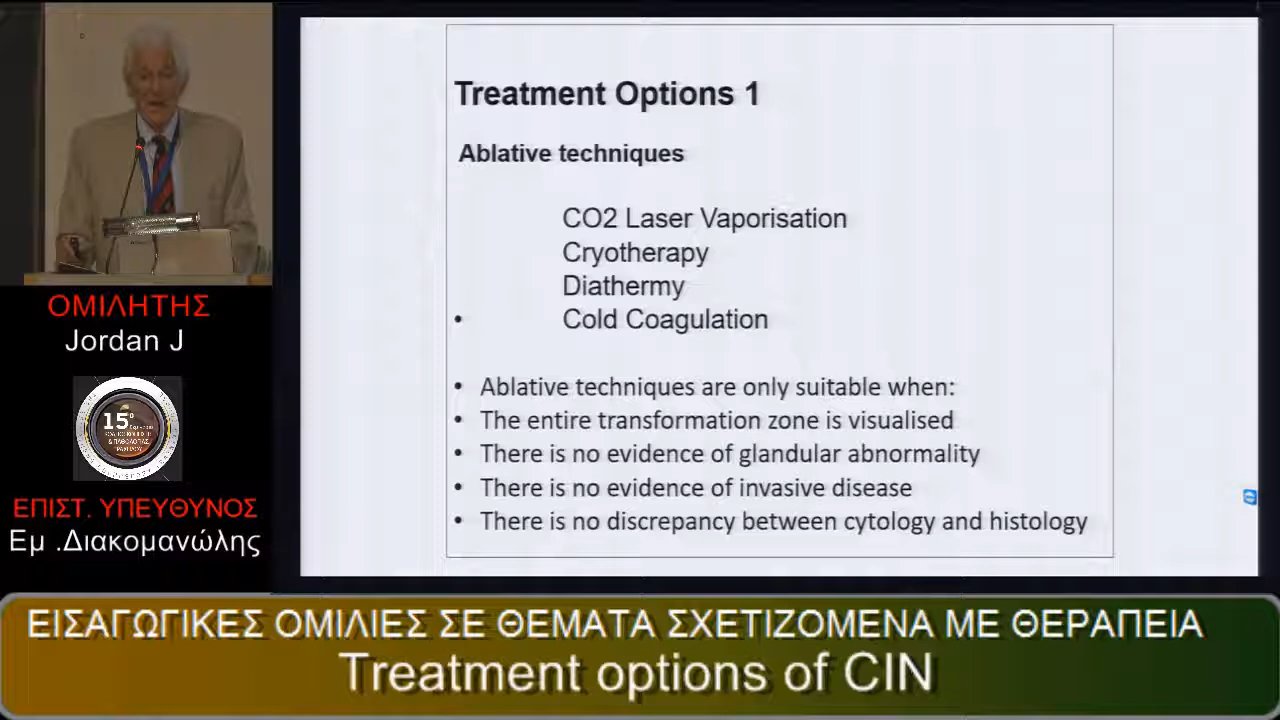 Treatment Options 1
Ablative techniques
CO2 Laser Vaporisation
Cryotherapy
Diathermy
• Cold Coagulation
• Ablative techniques are only suitable when:
• The entire transformation zone is visualised
• There is no evidence of glandular abnormality
• There is no evidence of invasive disease
• There is no discrepancy between cytology and histology
ΟΜΙΛΗΤΗΣ
Jordan J
15ο
ΕΠΙΣΤ. ΥΠΕΥΘΥΝΟΣ
Εμ .Διακομανώλης
ΕΙΣΑΓΩΓΙΚΕΣ ΟΜΙΛΙΕΣ ΣΕ ΘΕΜΑΤΑ ΣΧΕΤΙΖΟΜΕΝΑ ΜΕ ΘΕΡΑΠΕΙΑ
Treatment options of CIN